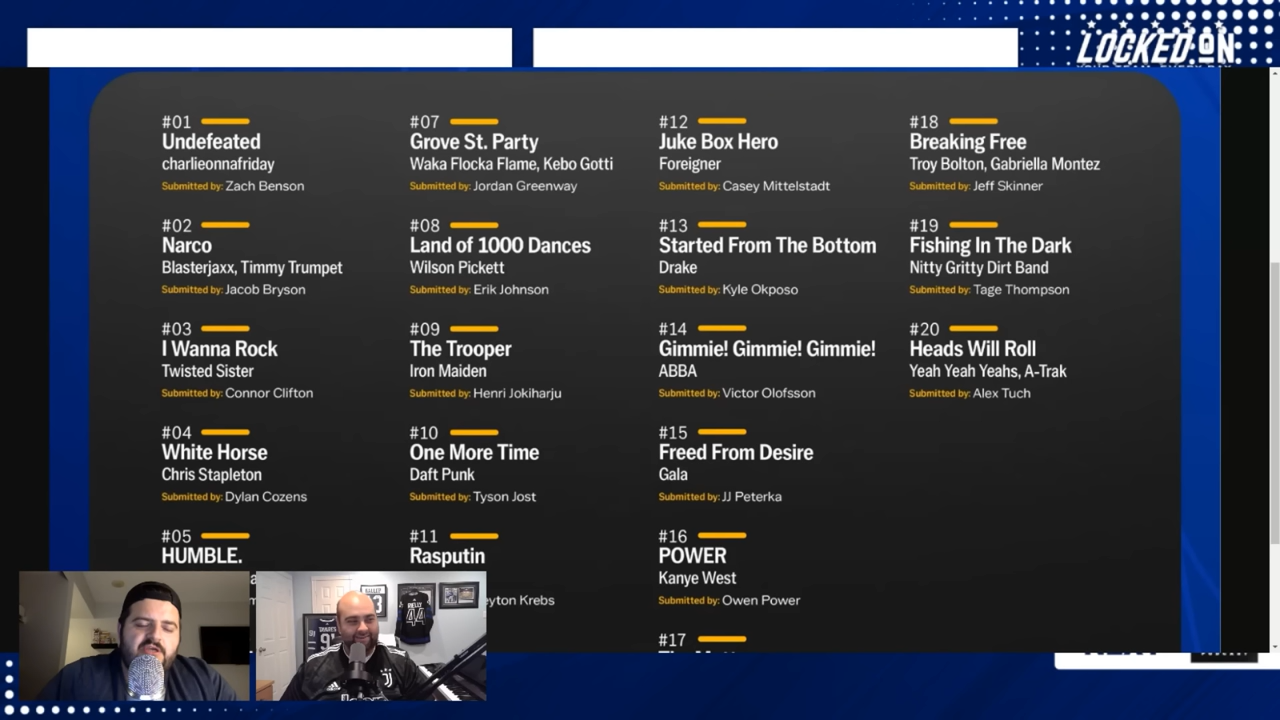 LOCKED ON
#01
Undefeated
charlieonnafriday
Submitted by: Zach Benson
#02
Narco
Blasterjaxx, Timmy Trumpet
Submitted by: Jacob Bryson
#03
I Wanna Rock
Twisted Sister
Submitted by: Connor Clifton
#04
White Horse
Chris Stapleton
Submitted by: Dylan Cozens
#05
HUMBLE.
#07
Grove St. Party
Waka Flocka Flame, Kebo Gotti
Submitted by: Jordan Greenway
#08
Land of 1000 Dances
Wilson Pickett
Submitted by: Erik Johnson
#09
The Trooper
Iron Maiden
Submitted by: Henri Jokiharju
#10
One More Time
Daft Punk
Submitted by: Tyson Jost
#11
Rasputin
eyton Krebs
#12
Juke Box Hero
Foreigner
Submitted by: Casey Mittelstadt
#13
Started From The Bottom
Drake
Submitted by: Kyle Okposo
#14
Gimmie! Gimmie! Gimmie!
ABBA
Submitted by: Victor Olofsson
#15
Freed From Desire
Gala
Submitted by: JJ Peterka
#16
POWER
Kanye West
Submitted by: Owen Power
#17
#18
Breaking Free
Troy Bolton, Gabriella Montez
Submitted by: Jeff Skinner
#19
Fishing In The Dark
Nitty Gritty Dirt Band
Submitted by: Tage Thompson
#20
Heads Will Roll
Yeah Yeah Yeahs, A-Trak
Submitted by: Alex Tuch